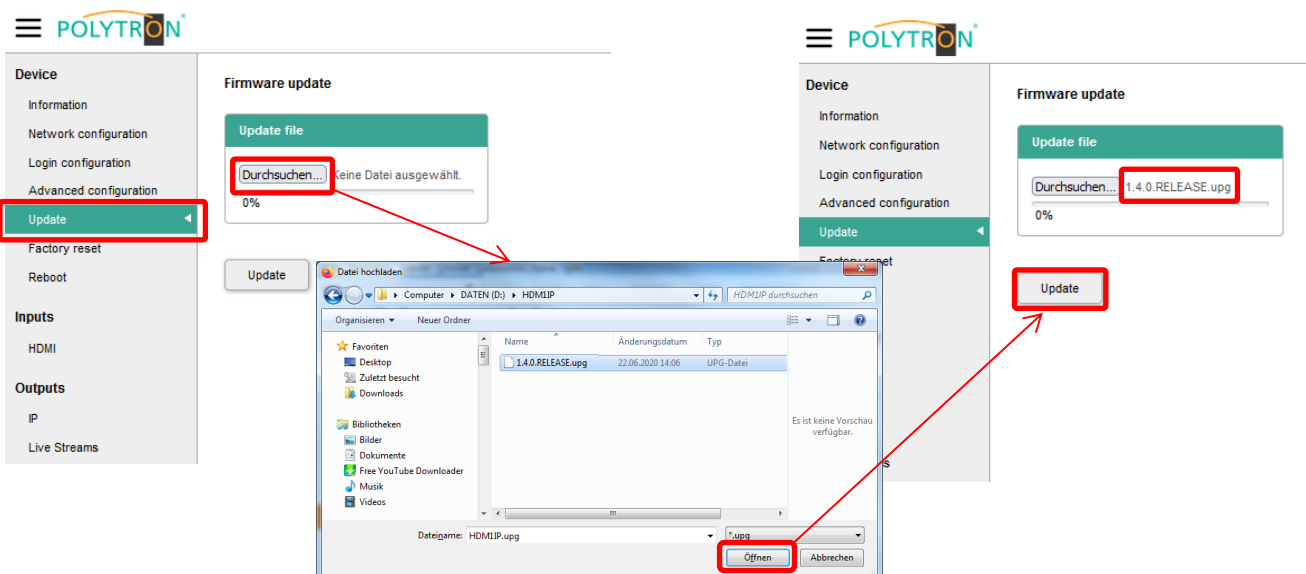 POLYTRON
Device
Information
Network configuration
Login configuration
Advanced configuration
Update
Factory reset
Reboot
Inputs
HDMI
Outputs
IP
Live Streams
Firmware update
Update file
Durchsuchen... Keine Datei ausgewählt.
0%
Update
Datei hochladen
Computer DATEN (D:) HDM1IP
HDM1IP durchsuchen
Organisieren Neuer Ordner
Favoriten
Desktop
Zuletzt besucht
Downloads
Bibliotheken
Bilder
Dokumente
Free YouTube Downloader
Musik
Videos
Name Änderungsdatum Typ
1.4.0.RELEASE.upg 22.06.2020 14:06 UPG-Datei
Es ist keine Vorschau
verfügbar.
Dateiname: HDM1IP.upg *.upg
Öffnen Abbrechen
POLYTRON
Device
Information
Network configuration
Login configuration
Advanced configuration
Update
Factory reset
Firmware update
Update file
Durchsuchen... 1.4.0.RELEASE.upg
0%
Update